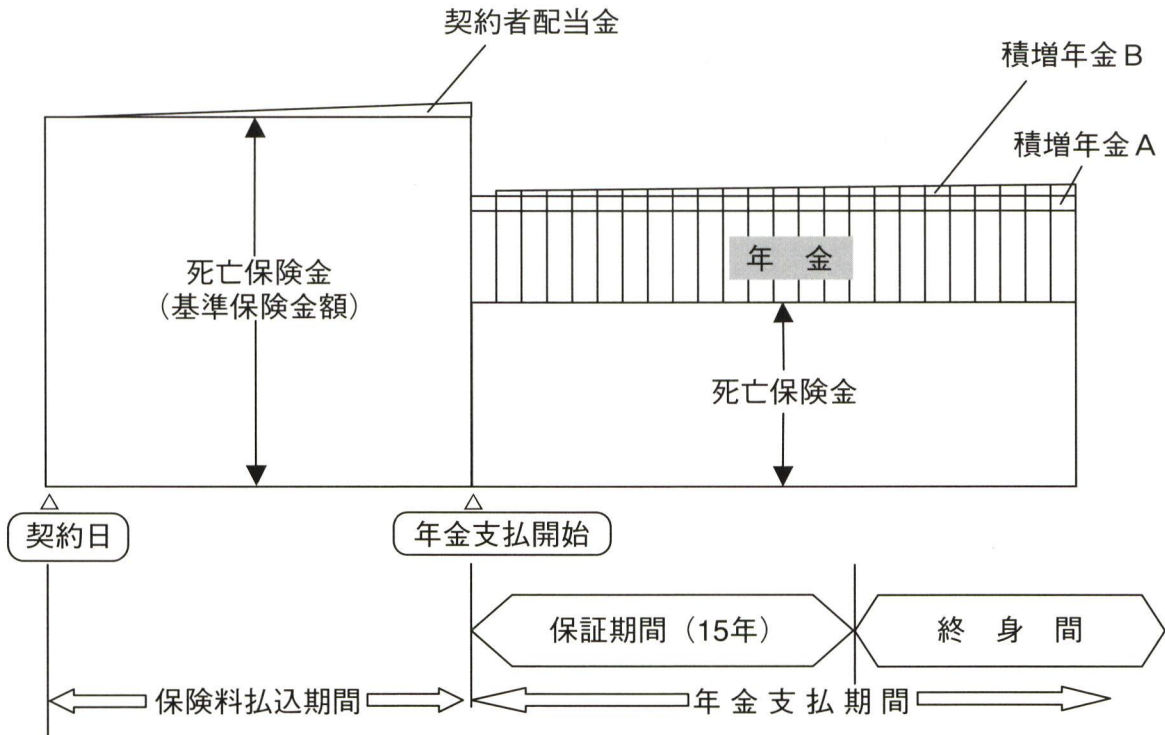 契約者配当金
積増年金B
積増年金A
年　金
死亡保険金
（基準保険金額）
死亡保険金
契約日
年金支払開始
保証期間（15年）
終　身　間
保険料払込期間
年 金 支 払 期 間